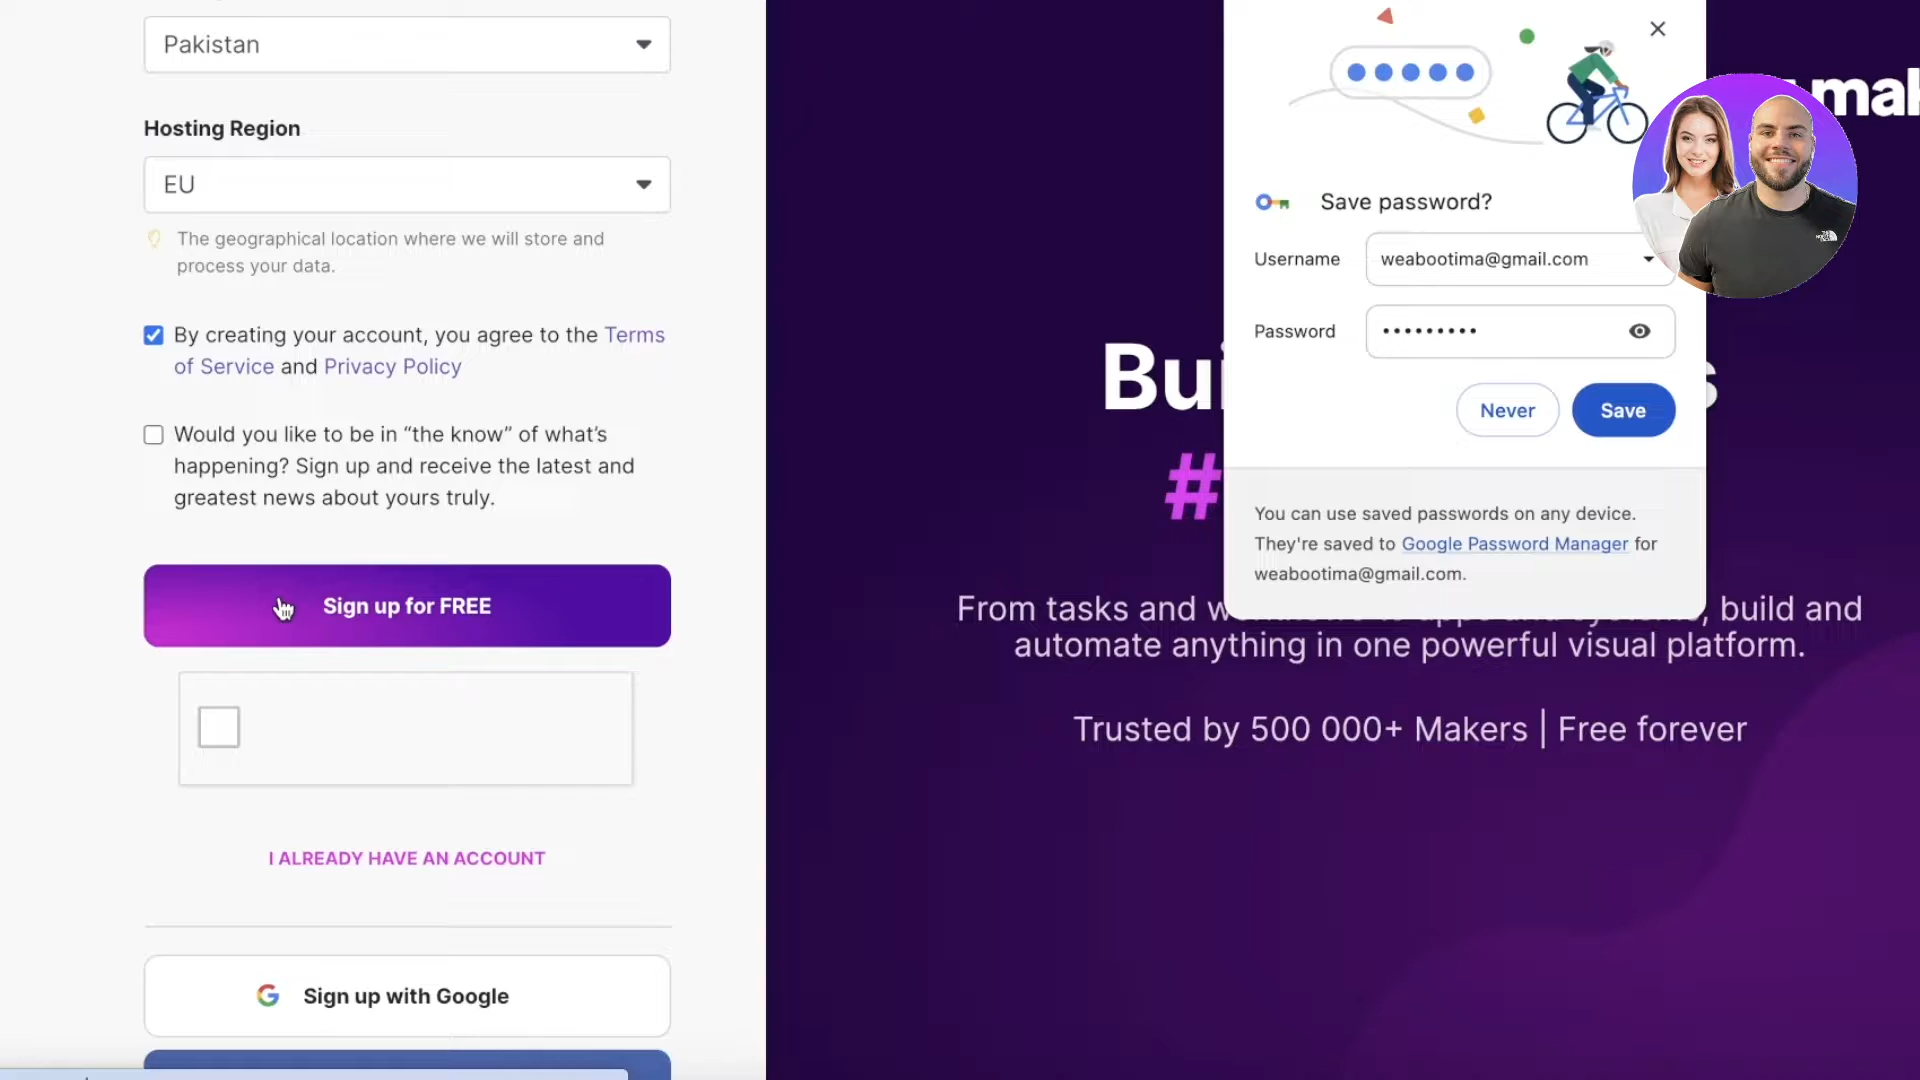 Pakistan
Hosting Region
EU
The geographical location where we will store and
process your data.
By creating your account, you agree to the Terms
of Service and Privacy Policy
Would you like to be in “the know” of what’s
happening? Sign up and receive the latest and
greatest news about yours truly.
Sign up for FREE
I ALREADY HAVE AN ACCOUNT
Sign up with Google
Save password?
Username
weabootima@gmail.com
Password
Never
Save
You can use saved passwords on any device.
They're saved to Google Password Manager for
weabootima@gmail.com.
mak
Bui
s
#
From tasks and w , build and
automate anything in one powerful visual platform.
Trusted by 500 000+ Makers | Free forever